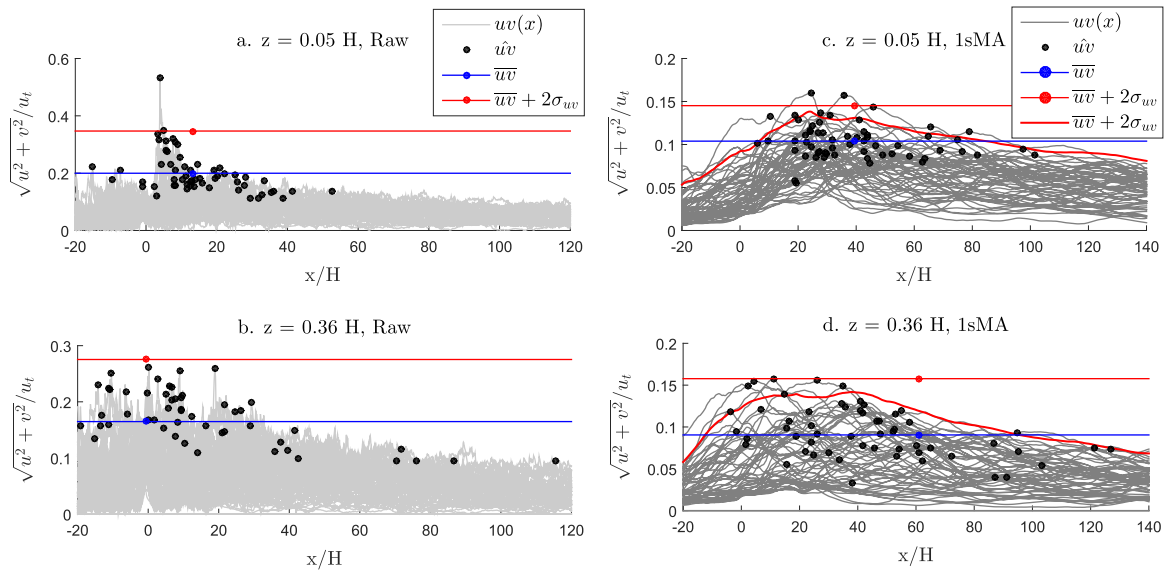 a. z = 0.05 H, Raw
uv(x)
ûv
u̅v̅
u̅v̅ + 2σ_uv
√u² + v²/u_t
0.6
0.4
0.2
0
-20 0 20 40 60 80 100 120
x/H
c. z = 0.05 H, 1sMA
uv(x)
ûv
u̅v̅
u̅v̅ + 2σ_uv
u̅v̅ + 2σ_uv
√u² + v²/u_t
0.2
0.15
0.1
0.05
0
-20 0 20 40 60 80 100 120 140
x/H
b. z = 0.36 H, Raw
√u² + v²/u_t
0.3
0.2
0.1
0
-20 0 20 40 60 80 100 120
x/H
d. z = 0.36 H, 1sMA
√u² + v²/u_t
0.2
0.15
0.1
0.05
0
-20 0 20 40 60 80 100 120 140
x/H